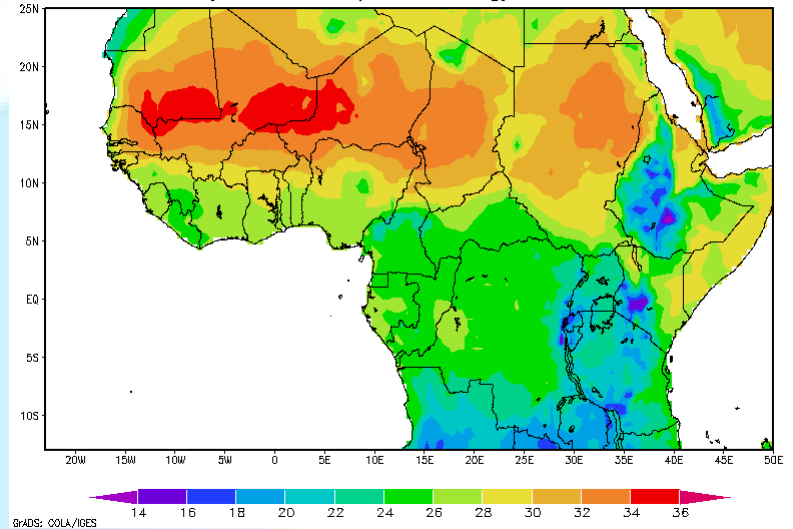 25N
20N
15N
10N
5N
EQ
5S
10S
20W 15W 10W 5W 0 5E 10E 15E 20E 25E 30E 35E 40E 45E 50E
14 16 18 20 22 24 26 28 30 32 34 36
GrADS: COLA/IGES